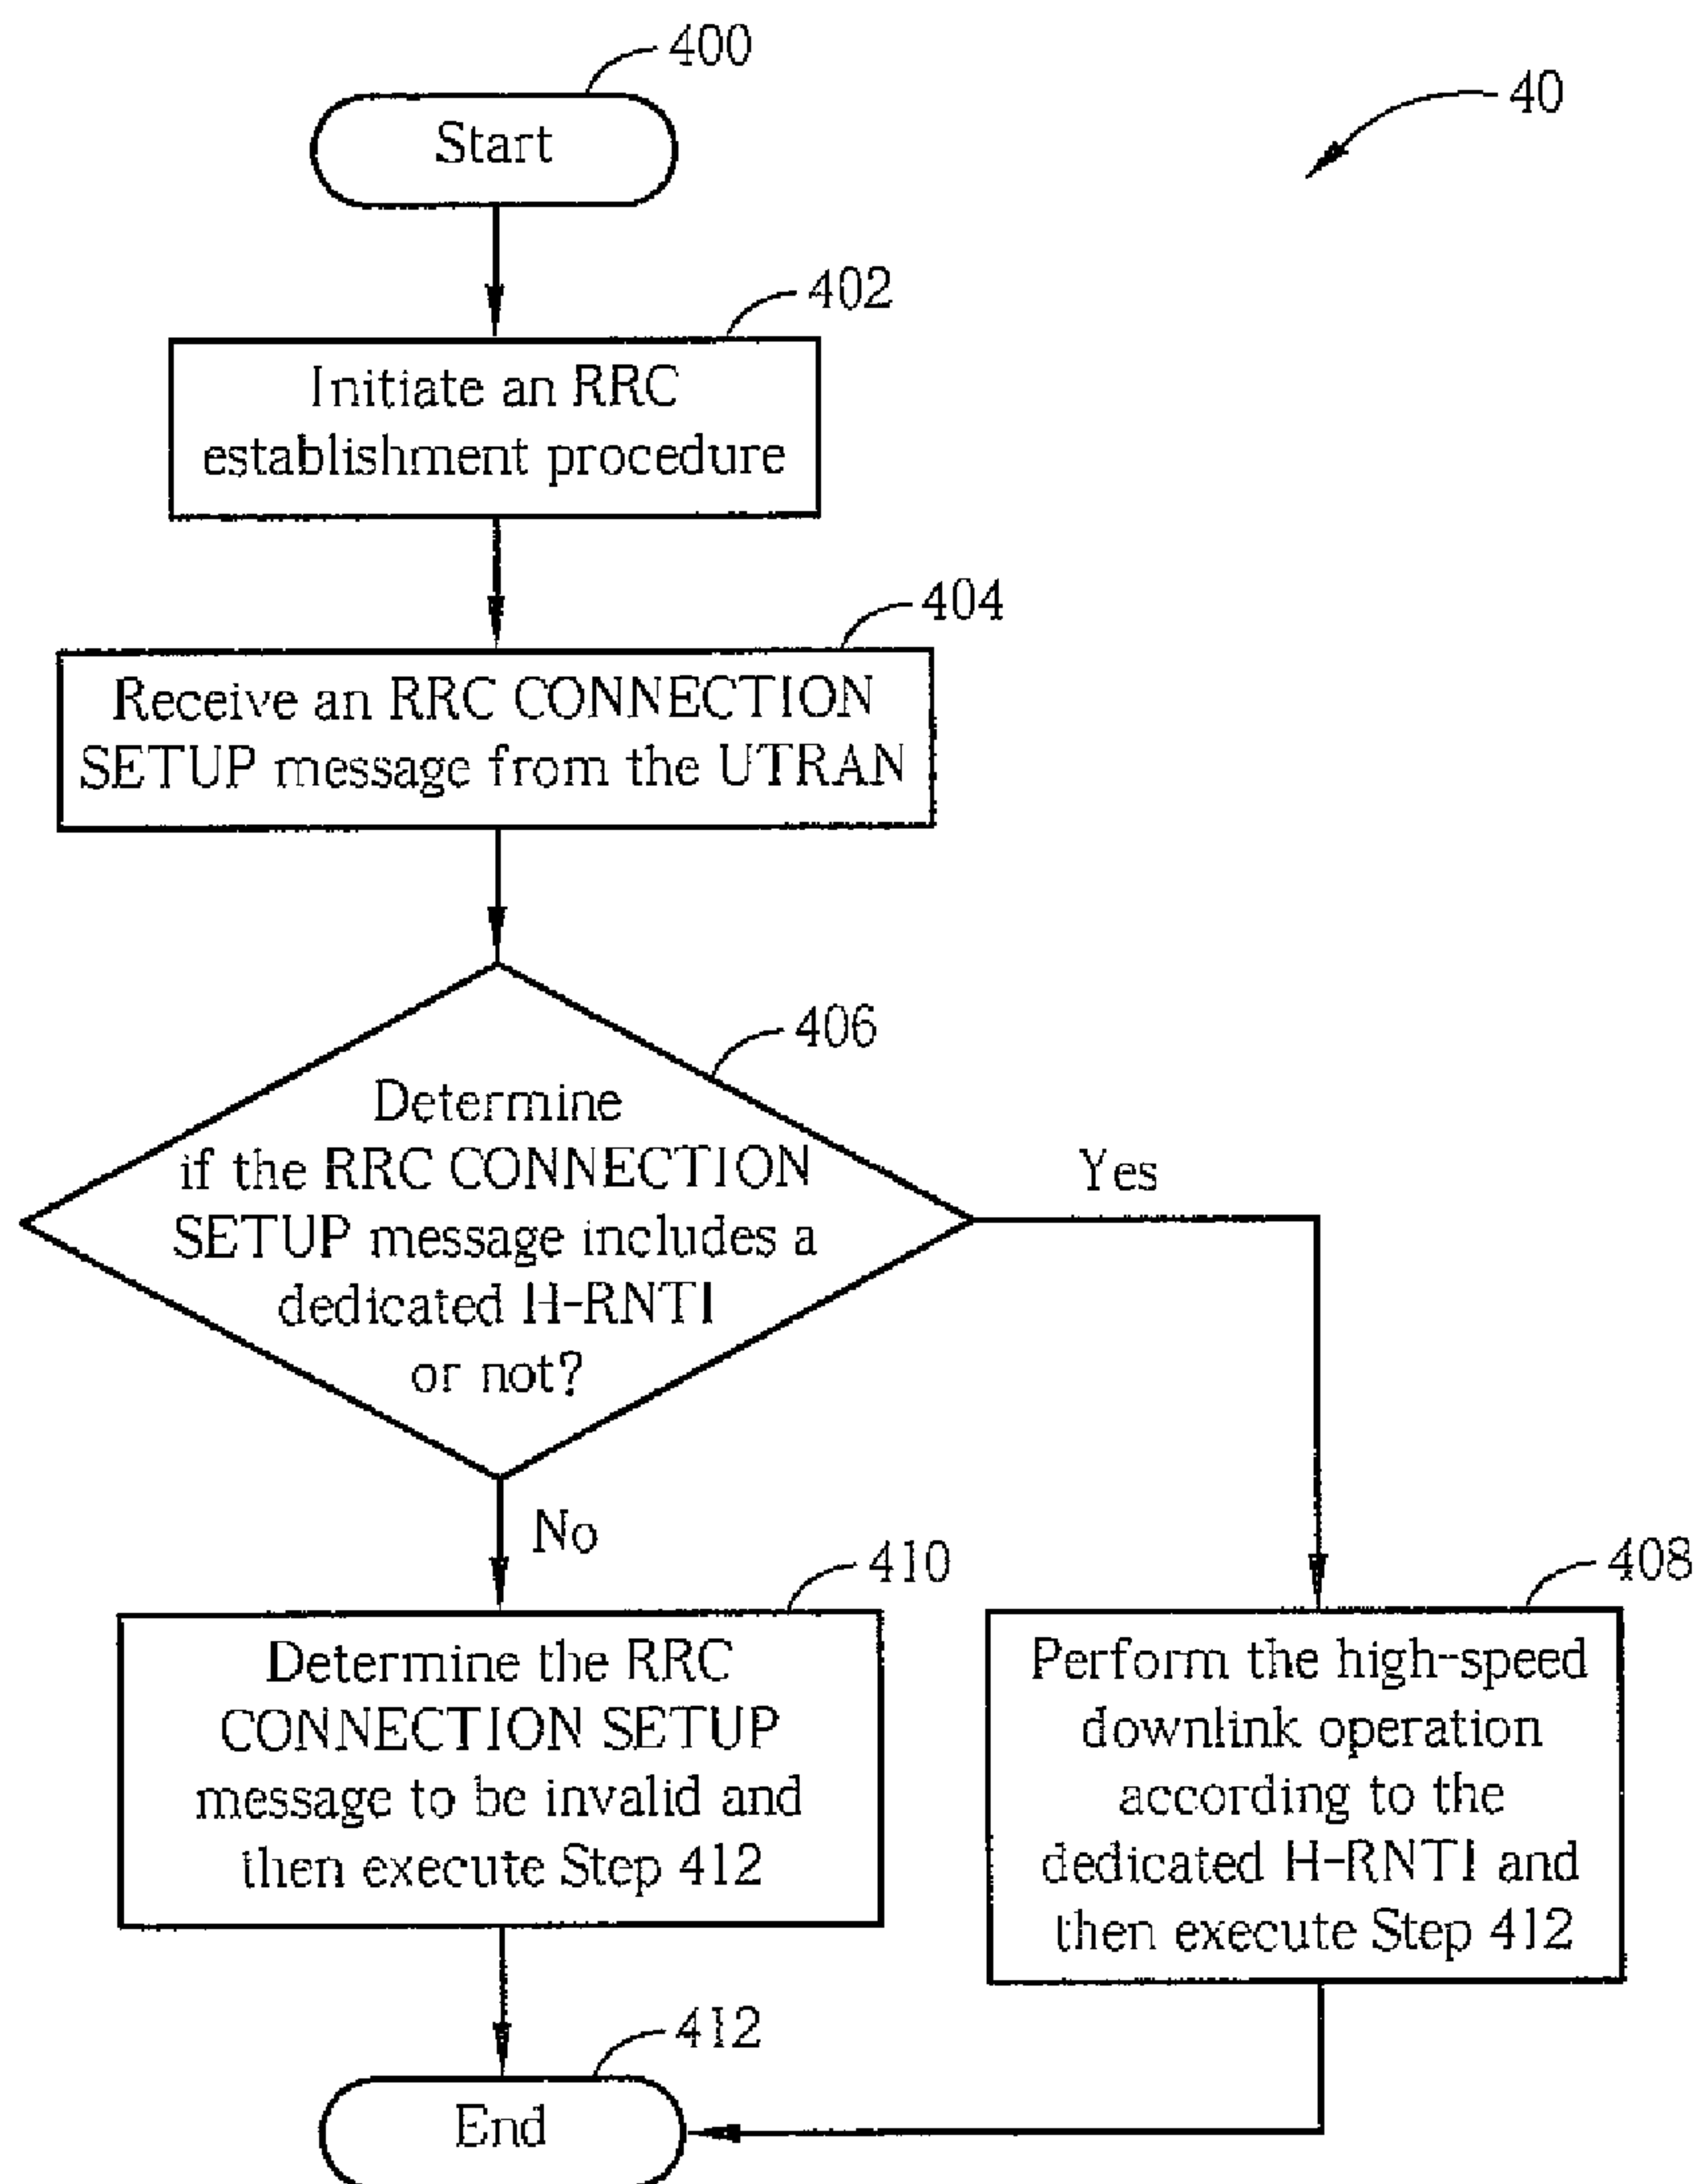 400
Start
40
402
Initiate an RRC
establishment procedure
404
Receive an RRC CONNECTION
SETUP message from the UTRAN
406
Determine
if the RRC CONNECTION
SETUP message includes a
dedicated H-RNTI
or not?
Yes
No
410
Determine the RRC
CONNECTION SETUP
message to be invalid and
then execute Step 412
408
Perform the high-speed
downlink operation
according to the
dedicated H-RNTI and
then execute Step 412
412
End